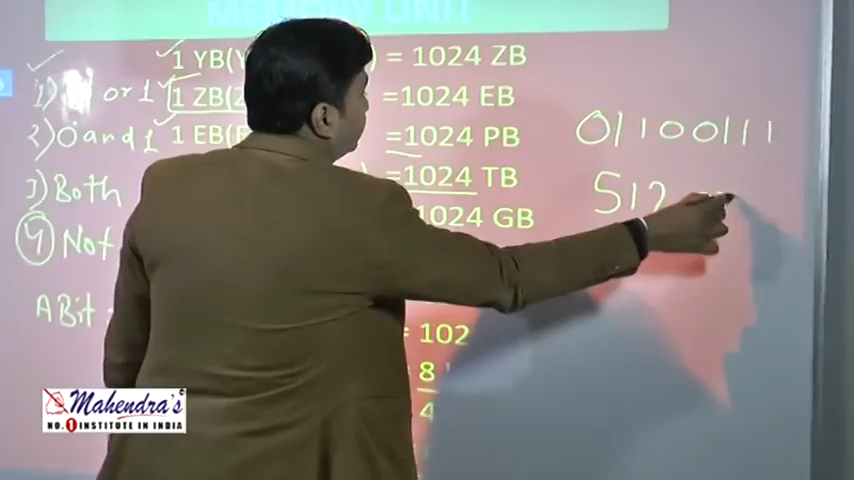 MEMORY UNIT
1 YB( = 1024 ZB
1) or 1 1 ZB( =1024 EB
2) 0 and 1 1 EB( =1024 PB
3) Both 1024 TB
4 Not 1024 GB
A Bit
= 102
8
4
01100111
512
Mahendra's
NO. 1 INSTITUTE IN INDIA